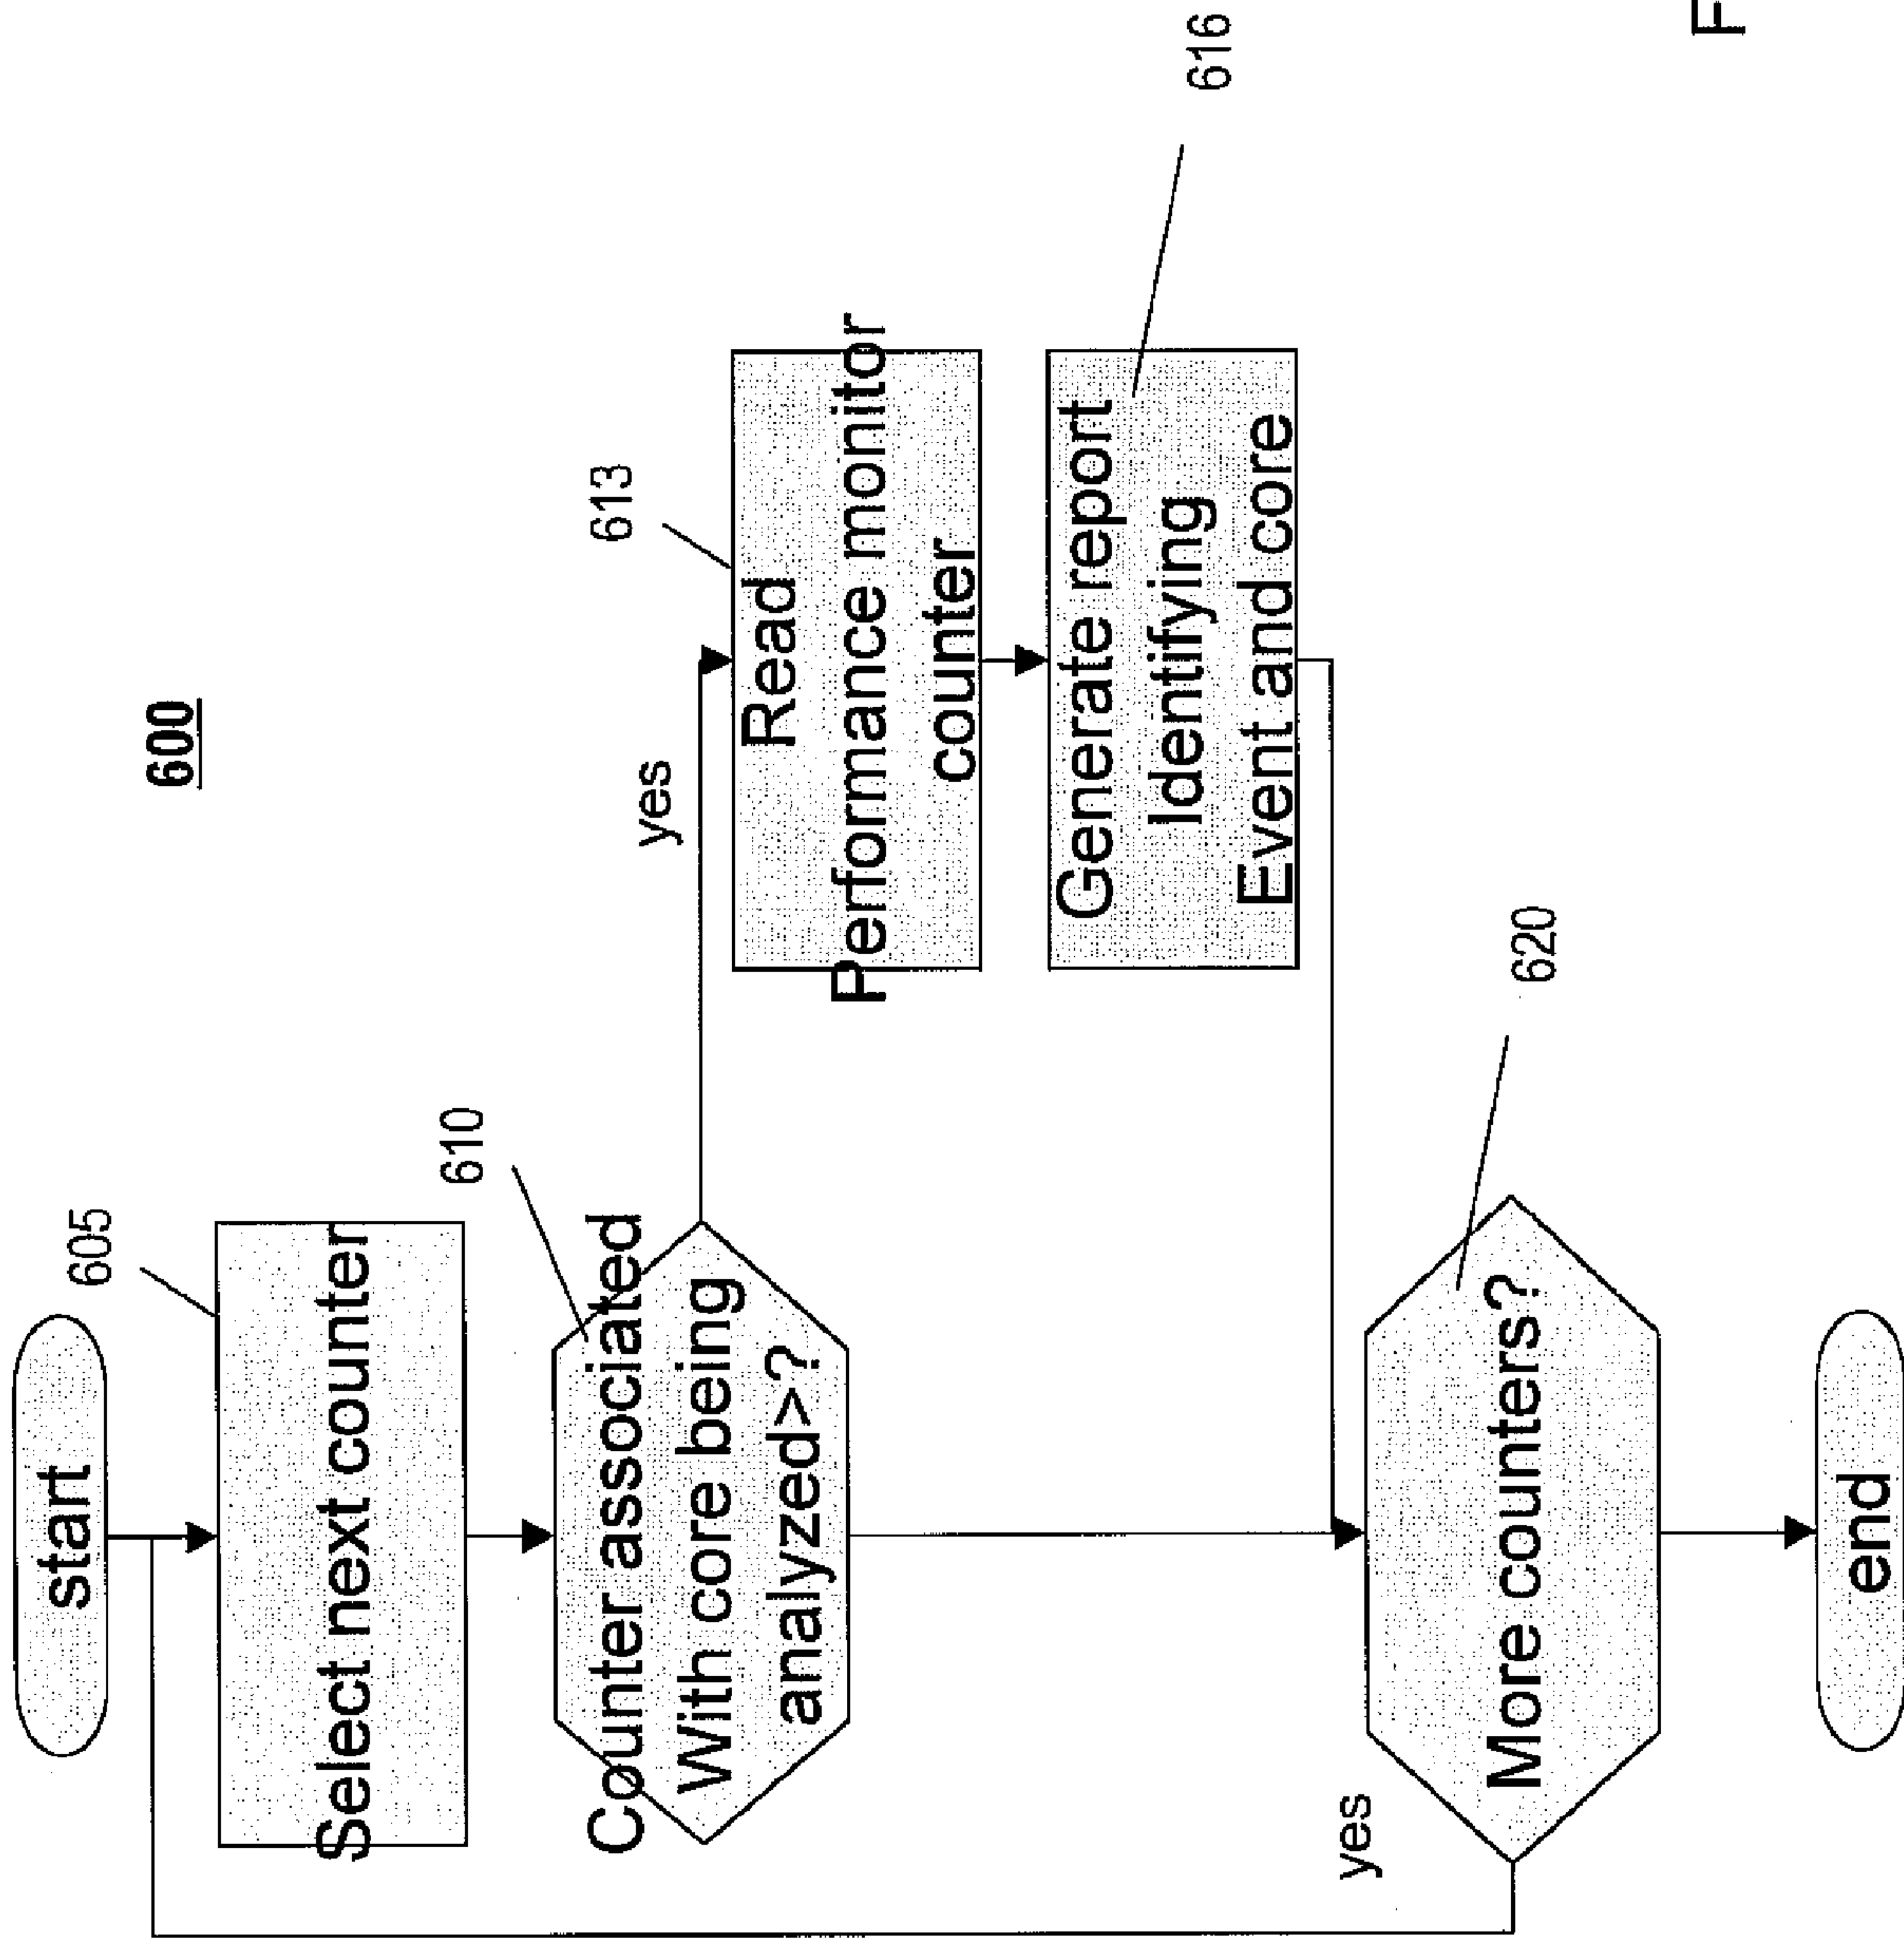 600
start
605
Select next counter
610
Counter associated
With core being
analyzed>?
yes
613
Read
Performance monitor
counter
616
Generate report
Identifying
Event and core
620
More counters?
yes
end
F